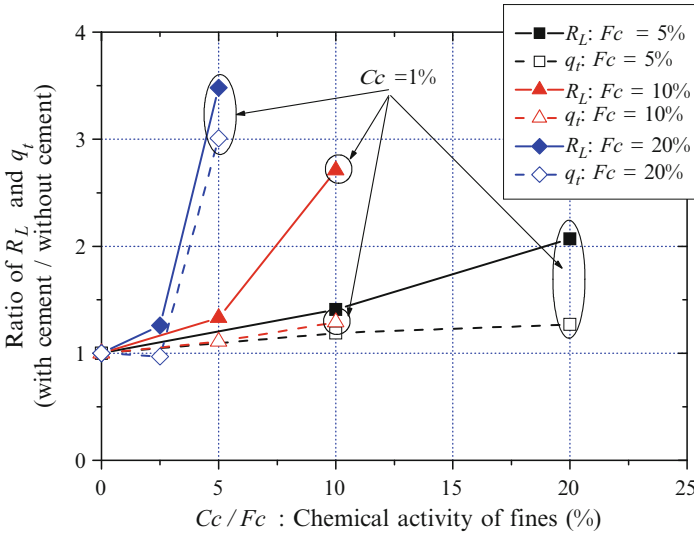 Ratio of R_L and q_t
(with cement / without cement)
4
3
2
1
0
0
5
10
15
20
25
Cc / Fc : Chemical activity of fines (%)
Cc =1%
R_L: Fc = 5%
q_t: Fc = 5%
R_L: Fc = 10%
q_t: Fc = 10%
R_L: Fc = 20%
q_t: Fc = 20%